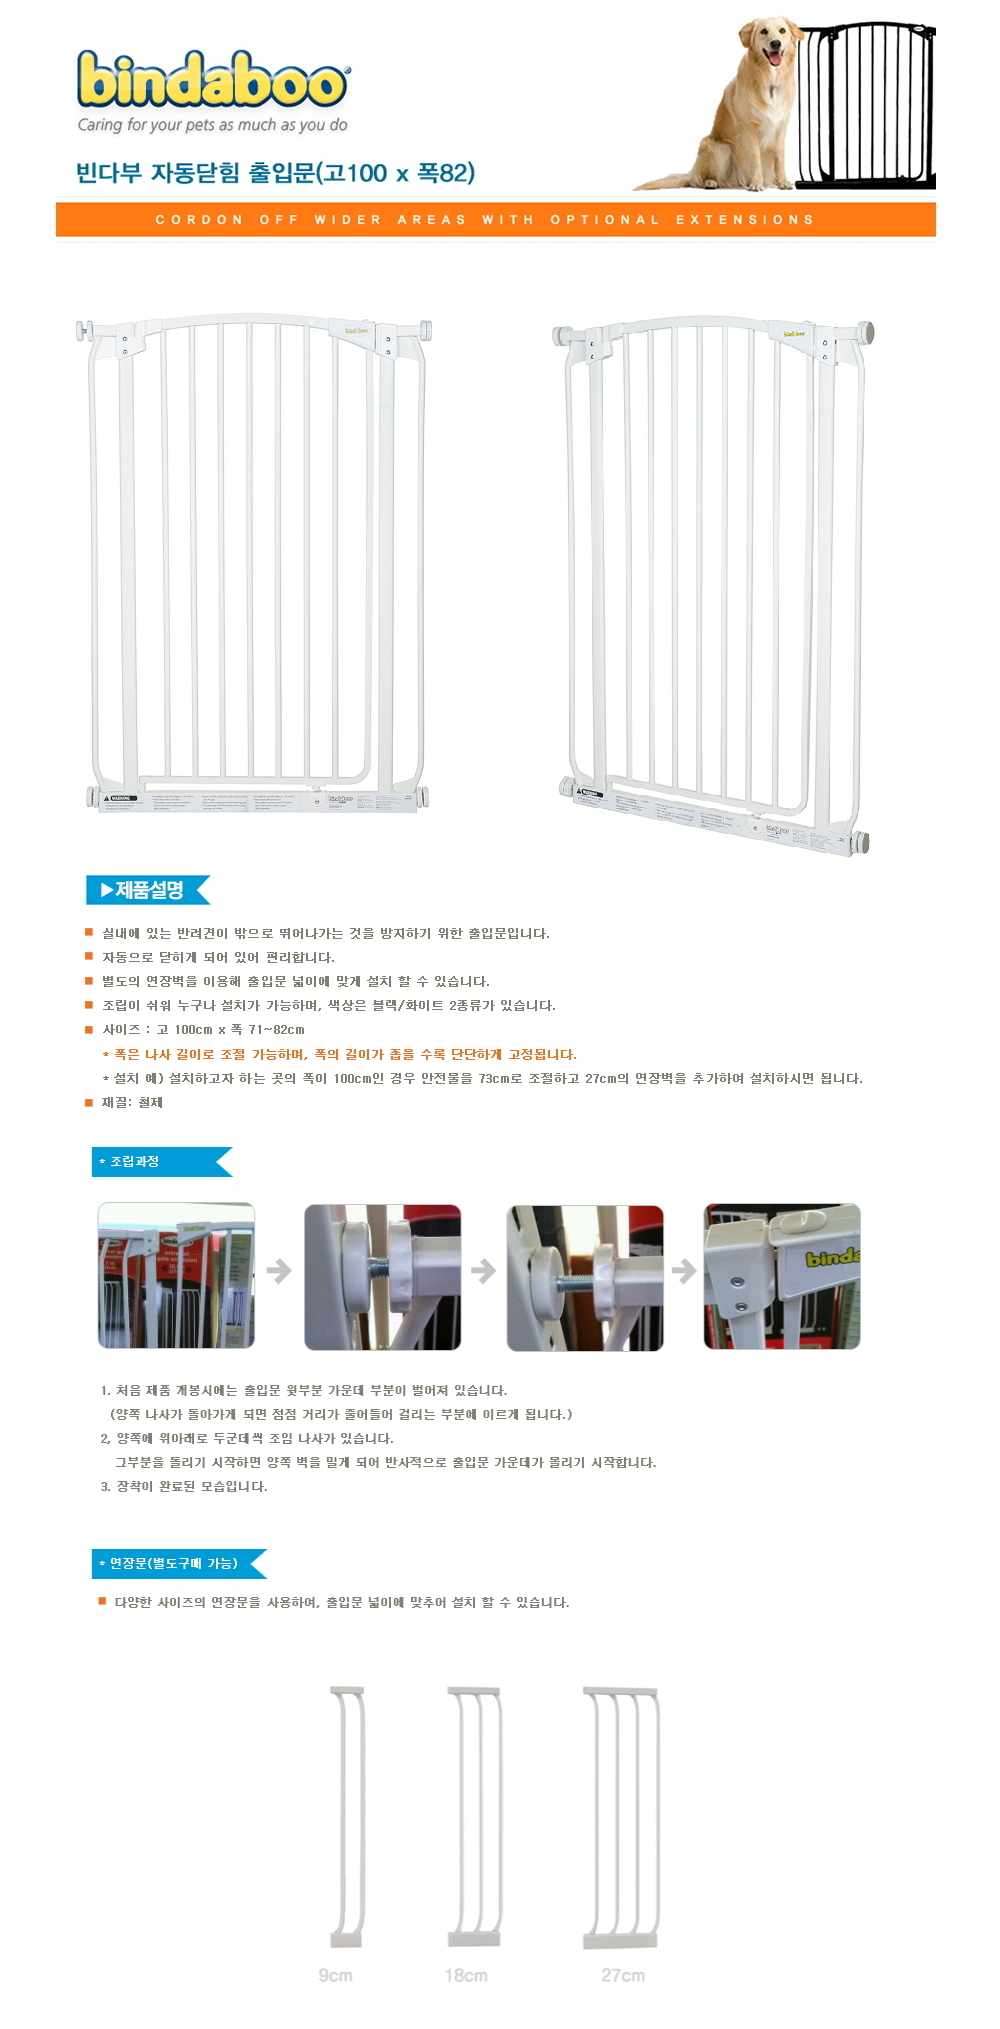 bindaboo
Caring for your pets as much as you do
빈다부 자동닫힘 출입문(고100 x 폭82)
CORDON OFF WIDER AREAS WITH OPTIONAL EXTENSIONS
bindaboo
bindaboo
WARNING
bindaboo
WARNING
bindaboo
▶제품설명
실내에 있는 반려견이 밖으로 뛰어나가는 것을 방지하기 위한 출입문입니다.
자동으로 닫히게 되어 있어 편리합니다.
별도의 연장벽을 이용해 출입문 넓이에 맞게 설치 할 수 있습니다.
조립이 쉬워 누구나 설치가 가능하며, 색상은 블랙/화이트 2종류가 있습니다.
사이즈 : 고 100cm x 폭 71~82cm
* 폭은 나사 길이로 조절 가능하며, 폭의 길이가 좁을 수록 단단하게 고정됩니다.
* 설치 예) 설치하고자 하는 곳의 폭이 100cm인 경우 안전물을 73cm로 조절하고 27cm의 연장벽을 추가하여 설치하시면 됩니다.
재질: 철제
* 조립과정
binda
1. 처음 제품 개봉시에는 출입문 윗부분 가운데 부분이 벌어져 있습니다.
(양쪽 나사가 돌아가게 되면 점점 거리가 줄어들어 걸리는 부분에 이르게 됩니다.)
2, 양쪽에 위아래로 두군데씩 조임 나사가 있습니다.
그부분을 돌리기 시작하면 양쪽 벽을 밀게 되어 반사적으로 출입문 가운데가 몰리기 시작합니다.
3. 장착이 완료된 모습입니다.
* 연장문(별도구매 가능)
다양한 사이즈의 연장문을 사용하여, 출입문 넓이에 맞추어 설치 할 수 있습니다.
9cm
18cm
27cm